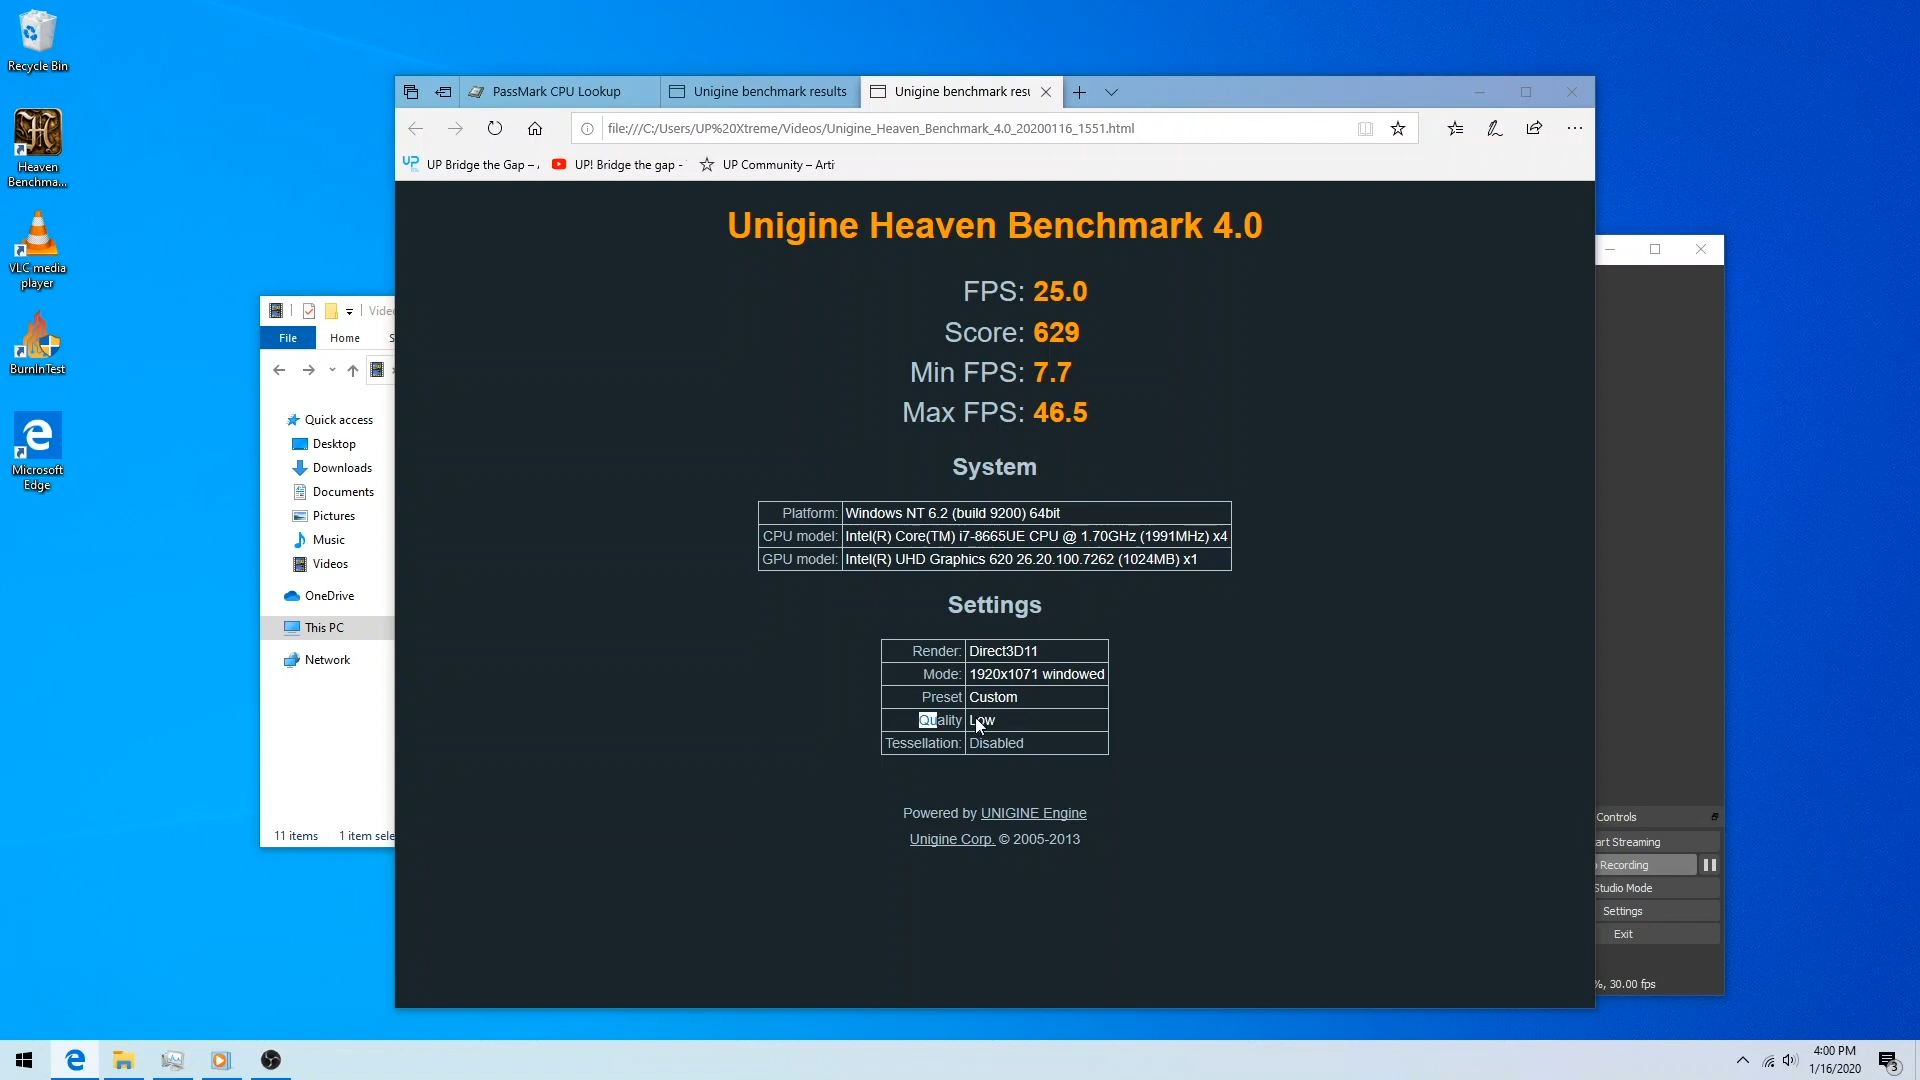 Recycle Bin
Heaven
Benchma...
VLC media
player
BurnInTest
Microsoft
Edge
PassMark CPU Lookup
Unigine benchmark results
Unigine benchmark resu
file:///C:/Users/UP%20Xtreme/Videos/Unigine_Heaven_Benchmark_4.0_20200116_1551.html
UP Bridge the Gap –
UP! Bridge the gap -
UP Community – Arti
Unigine Heaven Benchmark 4.0
FPS: 25.0
Score: 629
Min FPS: 7.7
Max FPS: 46.5
System
Platform: Windows NT 6.2 (build 9200) 64bit
CPU model: Intel(R) Core(TM) i7-8665UE CPU @ 1.70GHz (1991MHz) x4
GPU model: Intel(R) UHD Graphics 620 26.20.100.7262 (1024MB) x1
Settings
Render: Direct3D11
Mode: 1920x1071 windowed
Preset Custom
Quality Low
Tessellation: Disabled
Powered by UNIGINE Engine
Unigine Corp. © 2005-2013
Vide
File
Home
S
Quick access
Desktop
Downloads
Documents
Pictures
Music
Videos
OneDrive
This PC
Network
11 items
1 item sele
Controls
art Streaming
Recording
Studio Mode
Settings
Exit
%, 30.00 fps
4:00 PM
1/16/2020
3